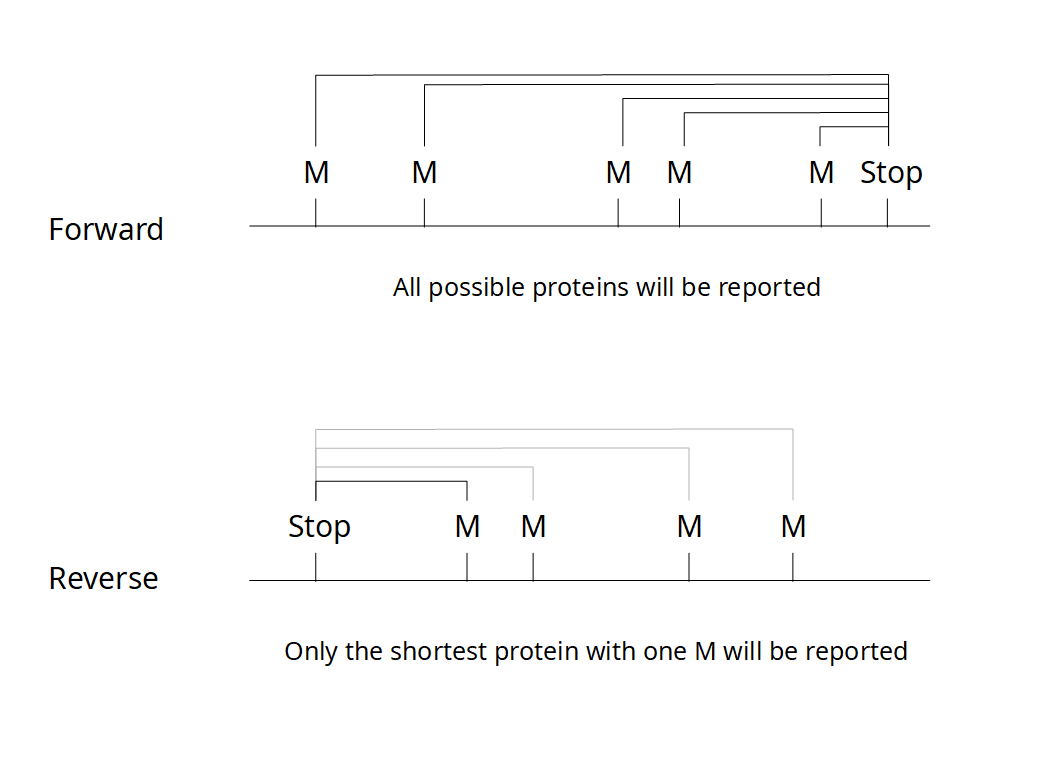 M M M M M Stop
Forward
All possible proteins will be reported
Stop M M M M
Reverse
Only the shortest protein with one M will be reported